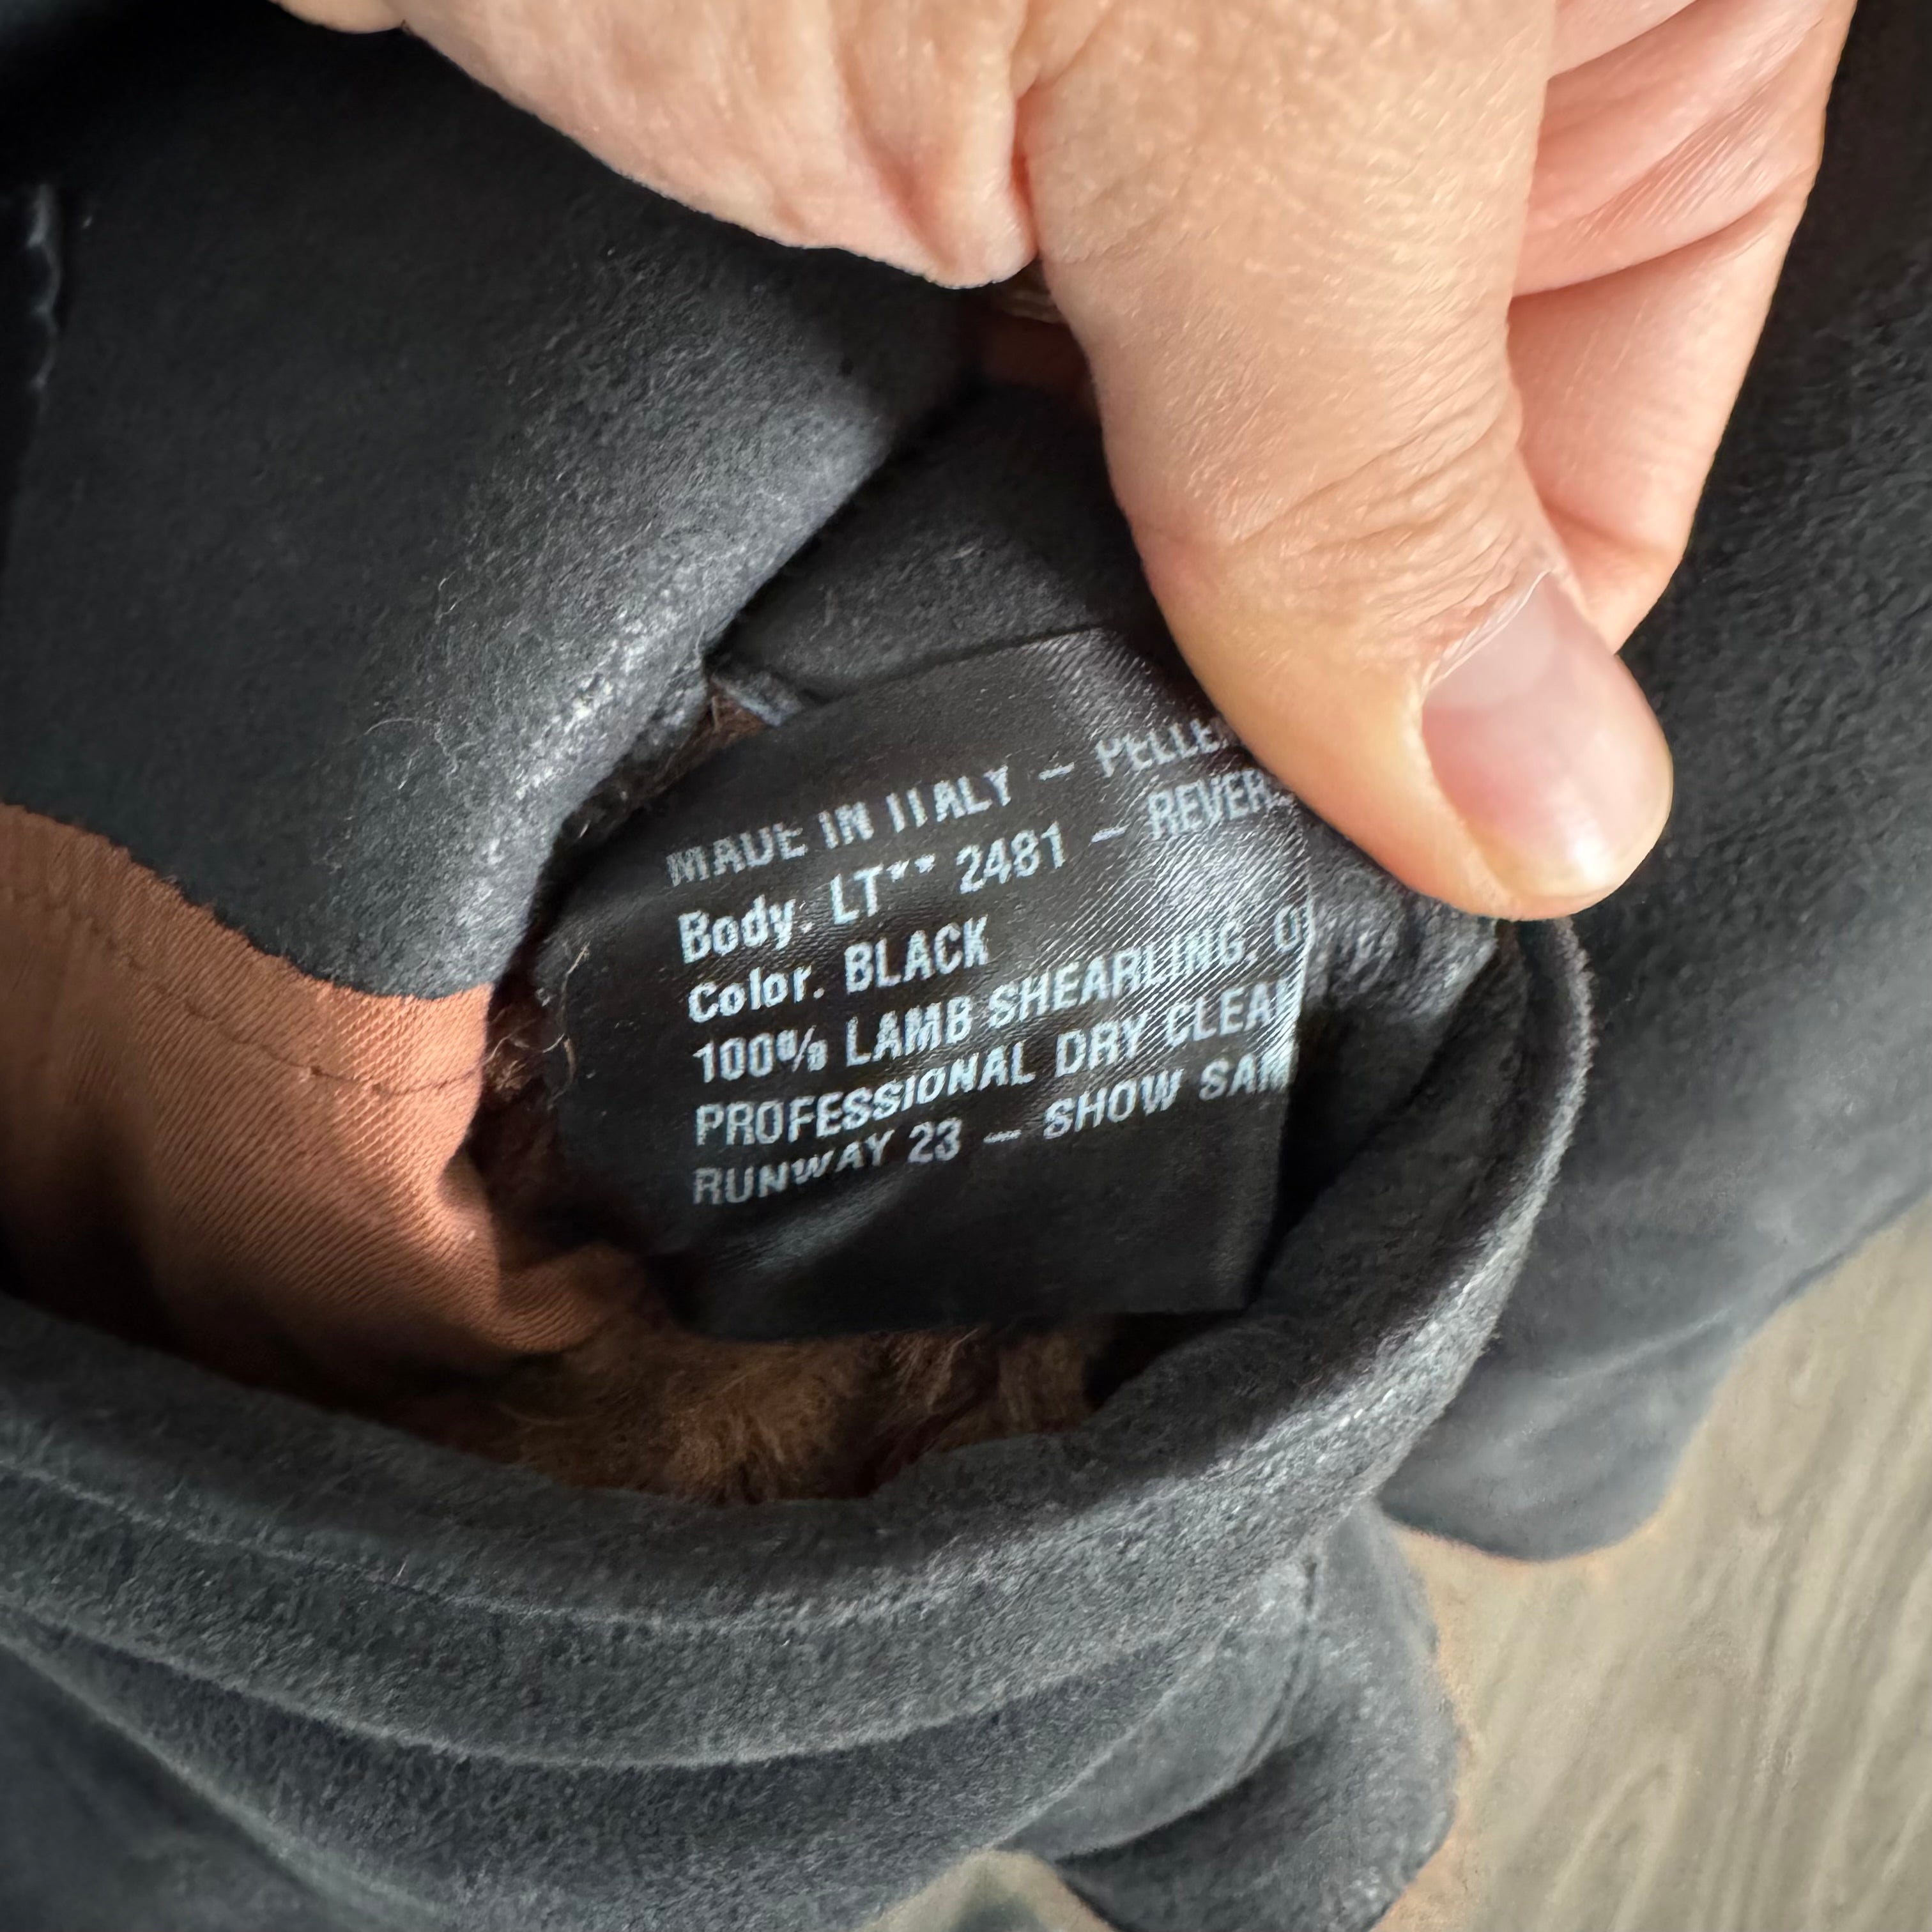 MADE IN ITALY – PELLE
Body. LT** 2481 – REVER
Color. BLACK
100% LAMB SHEARLING. O
PROFESSIONAL DRY CLEAN
RUNWAY 23 – SHOW SAM